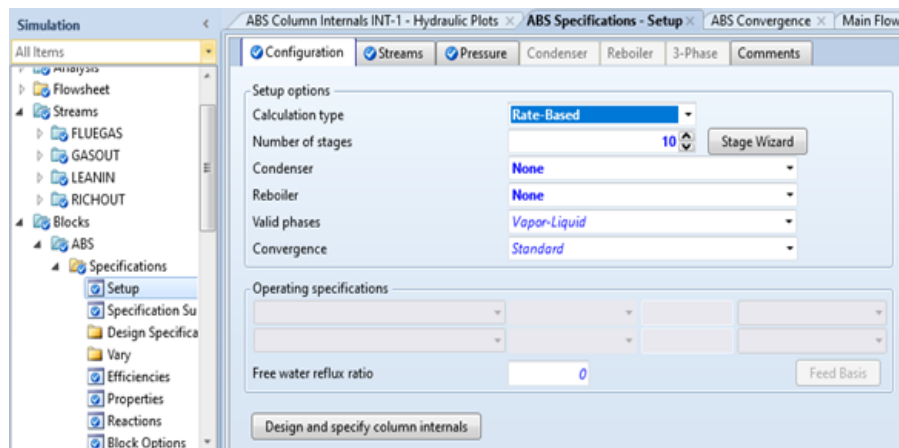 Simulation
ABS Column Internals INT-1 - Hydraulic Plots
ABS Specifications - Setup
ABS Convergence
Main Flow
All Items
Configuration
Streams
Pressure
Condenser
Reboiler
3-Phase
Comments
Analysis
Flowsheet
Streams
FLUEGAS
GASOUT
LEANIN
RICHOUT
Blocks
ABS
Specifications
Setup
Specification Su
Design Specifica
Vary
Efficiencies
Properties
Reactions
Block Options
Setup options
Calculation type
Rate-Based
Number of stages
10
Stage Wizard
Condenser
None
Reboiler
None
Valid phases
Vapor-Liquid
Convergence
Standard
Operating specifications
Free water reflux ratio
0
Feed Basis
Design and specify column internals